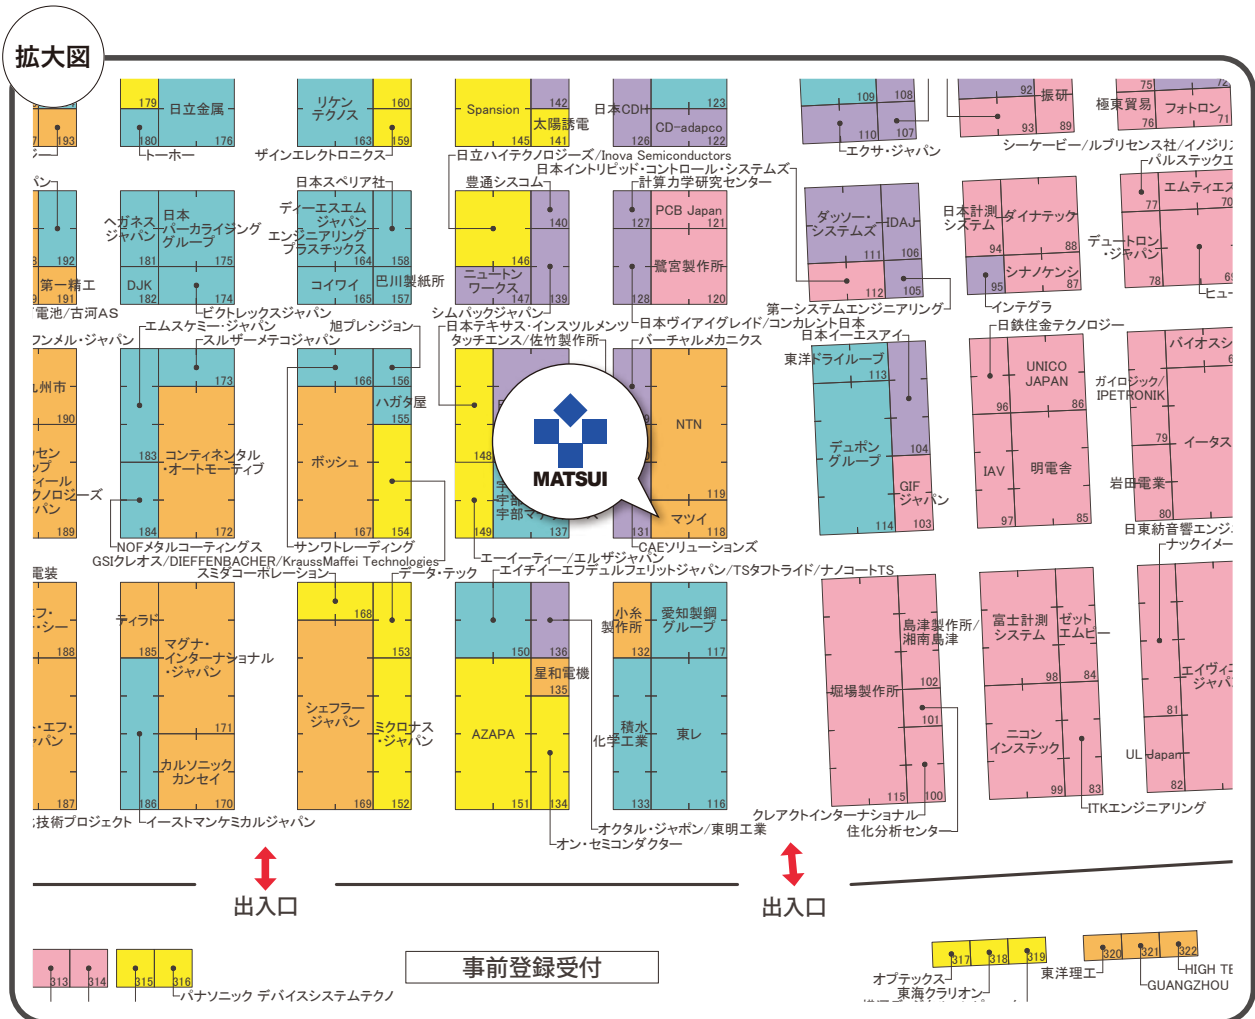 拡大図
179
日立金属
180
176
トーホー
193
リケン
テクノス
160
163
159
ザインエレクトロニクス
Spansion
142
太陽誘電
145
141
日本CDH
123
CD-adapco
126
122
109
108
110
107
エクサ・ジャパン
92
振研
93
89
75
極東貿易
フォトロン
76
71
シーケービー/ルブリセンス社/イノジリ
パルステックエ
日立ハイテクノロジーズ/Inova Semiconductors
日本イントリピッド・コントロール・システムズ
豊通シスコム
計算力学研究センター
日本スペリア社
ヘガネス
ジャパン
日本
パーカライジング
グループ
192
181
175
第一精工
191
DJK
182
174
電池/古河AS
ビクトレックスジャパン
ディーエスエム
ジャパン
エンジニアリング
プラスチックス
164
158
コイワイ
巴川製紙所
165
157
140
146
ニュートン
ワークス
147
139
シムパックジャパン
127
PCB Japan
121
鷺宮製作所
128
120
日本ヴィアイグレイド/コンカレント日本
ダッソー・
システムズ
IDAJ
111
106
112
105
第一システムエンジニアリング
日本計測
システム
ダイナテック
94
88
シナノケンシ
95
87
インテグラ
エムティエス
77
70
デュートロン
・ジャパン
78
69
ヒュー
エムスケミー・ジャパン
スルザーメテコジャパン
旭プレシジョン
日本テキサス・インスツルメンツ
タッチエンス/佐竹製作所
バーチャルメカニクス
日本イーエスアイ
日鉄住金テクノロジー
フンメル・ジャパン
九州市
190
173
183
コンティネンタル
・オートモーティブ
184
172
189
NOFメタルコーティングス
166
156
ハガタ屋
155
ボッシュ
167
154
サンワトレーディング
GSIクレオス/DIEFFENBACHER/KraussMaffei Technologies
148
149
137
エーイーティー/エルザジャパン
MATSUI
NTN
119
マツイ
131
118
CAEソリューションズ
東洋ドライルーブ
113
デュポン
グループ
104
GIF
ジャパン
114
103
UNICO
JAPAN
96
86
IAV
明電舎
97
85
バイオスシ
ガイロジック/
IPETRONIK
79
イータス
岩田電業
80
日東紡音響エンジ
ナックイメー
エイチイーエフデュルフェリットジャパン/TSタフトライド/ナノコートTS
スミダコーポレーション
データ・テック
電装
188
ティラド
185
マグナ・
インターナショナル
・ジャパン
171
カルソニック
カンセイ
187
186
170
技術プロジェクト
イーストマンケミカルジャパン
168
153
シェフラー
ジャパン
ミクロナス
・ジャパン
169
152
150
136
星和電機
135
AZAPA
151
134
オクタル・ジャポン/東明工業
オン・セミコンダクター
小糸
製作所
愛知製鋼
グループ
132
117
積水
化学工業
東レ
133
116
島津製作所/
湘南島津
102
堀場製作所
101
115
100
クレアクトインターナショナル
住化分析センター
富士計測
システム
ゼット
エムピー
98
84
ニコン
インステック
99
83
ITKエンジニアリング
81
UL Japan
82
出入口
出入口
事前登録受付
313
314
315
316
パナソニック デバイスシステムテクノ
317
318
319
オプテックス
東海クラリオン
320
321
322
東洋理工
HIGH TE
GUANGZHOU